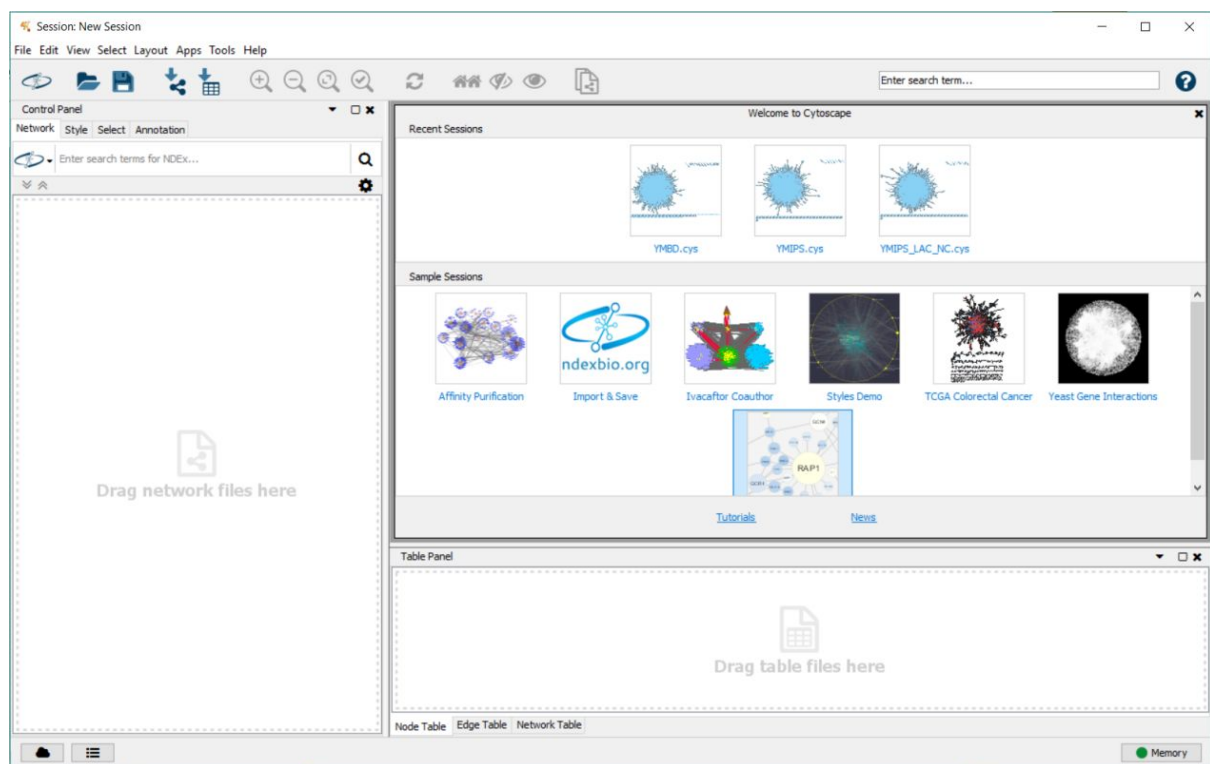 Session: New Session
File Edit View Select Layout Apps Tools Help
Enter search term...
Control Panel
Network Style Select Annotation
Enter search terms for NDEx...
Drag network files here
Welcome to Cytoscape
Recent Sessions
YMBD.cys YMIPS.cys YMIPS_LAC_NC.cys
Sample Sessions
ndexbio.org
Affinity Purification Import & Save Ivacaftor Coauthor Styles Demo TCGA Colorectal Cancer Yeast Gene Interactions
RAP1
Tutorials News
Table Panel
Drag table files here
Node Table Edge Table Network Table
Memory